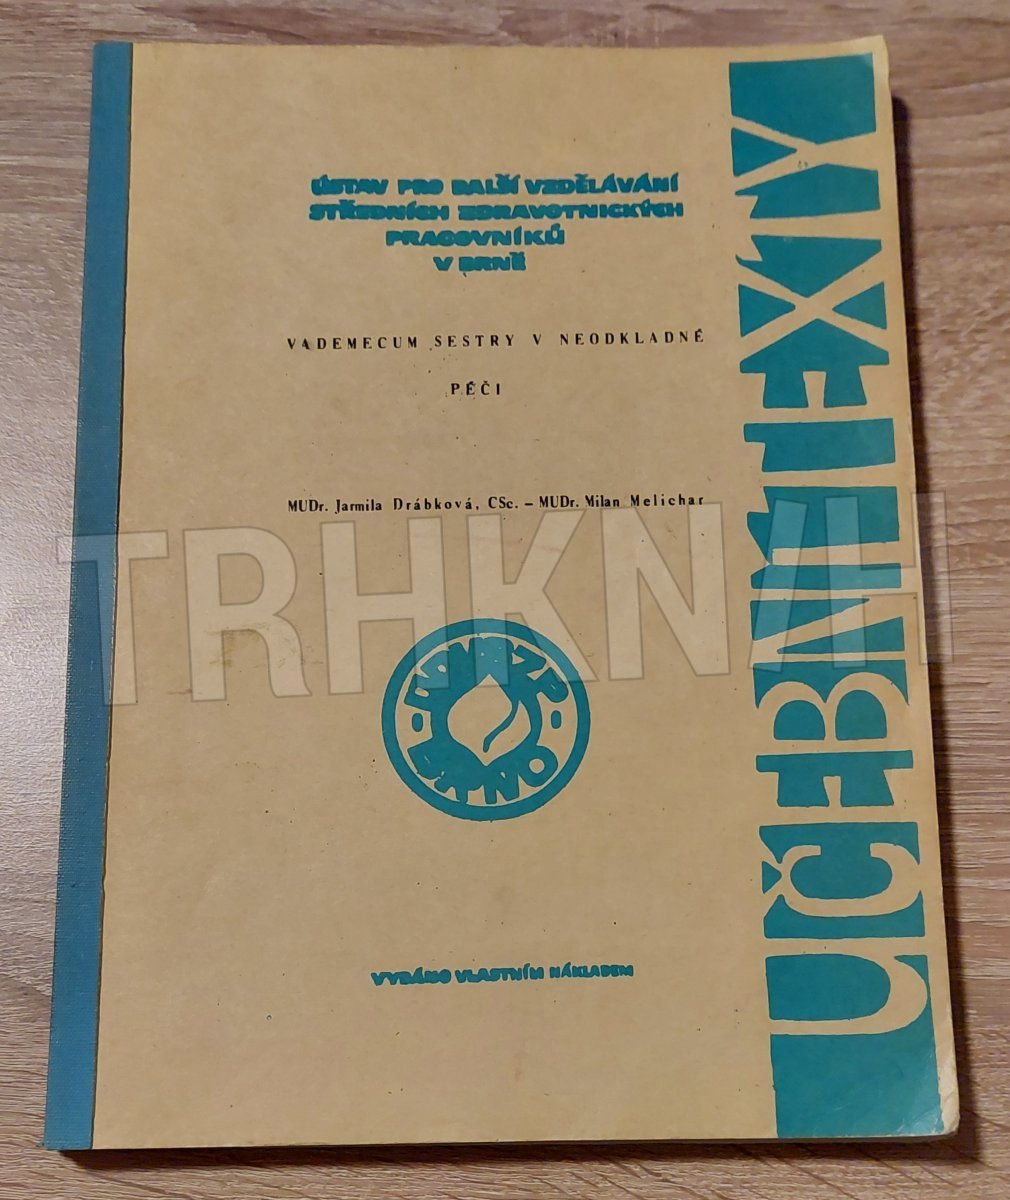 ÚSTAV PRO DALŠÍ VZDĚLÁVÁNÍ
STŘEDNÍCH ZDRAVOTNICKÝCH
PRACOVNÍKŮ
V BRNĚ
VADEMECUM SESTRY V NEODKLADNÉ
PÉČI
MUDr. Jarmila Drábková, CSc. – MUDr. Milan Melichar
TRHKNIH
BRNO
VYDÁNO VLASTNÍM NÁKLADEM
UČEBNÍ TEXTY